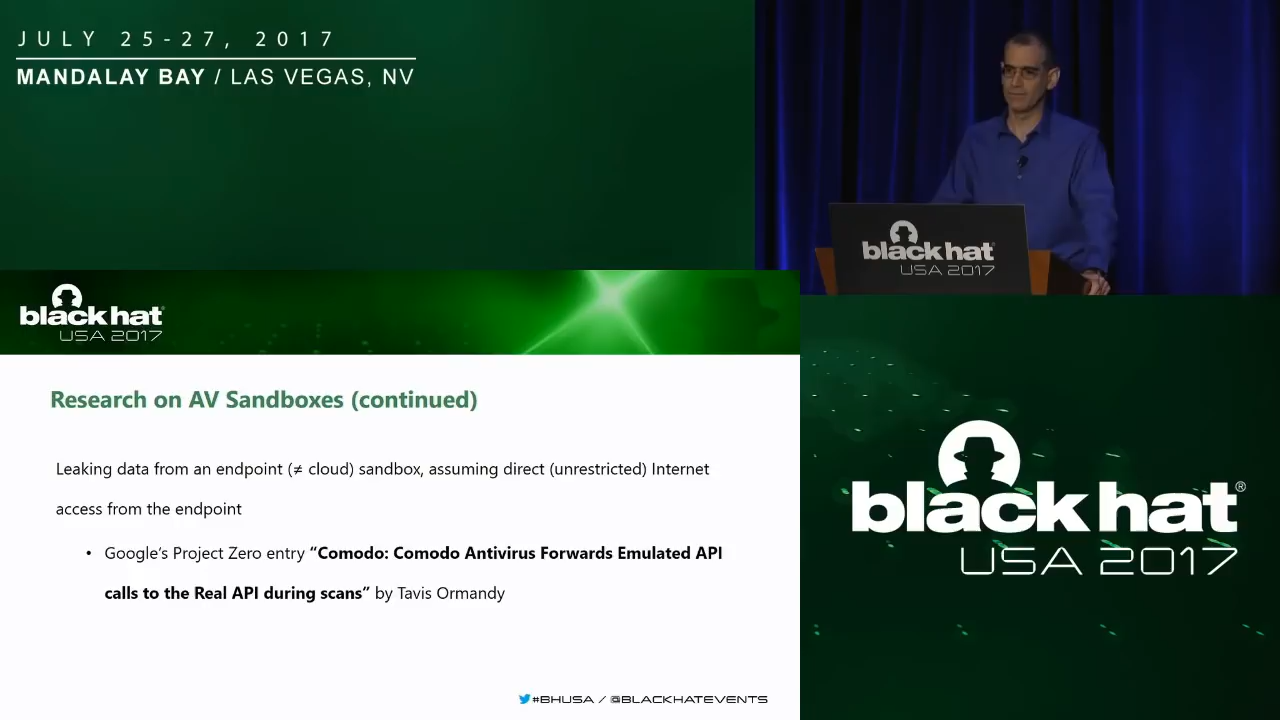 JULY 25-27, 2017
MANDALAY BAY / LAS VEGAS, NV
black hat
USA 2017
black hat
USA 2017
Research on AV Sandboxes (continued)
Leaking data from an endpoint (≠ cloud) sandbox, assuming direct (unrestricted) Internet
access from the endpoint
• Google’s Project Zero entry “Comodo: Comodo Antivirus Forwards Emulated API
calls to the Real API during scans” by Tavis Ormandy
#BHUSA / @BLACKHATEVENTS
black hat®
USA 2017